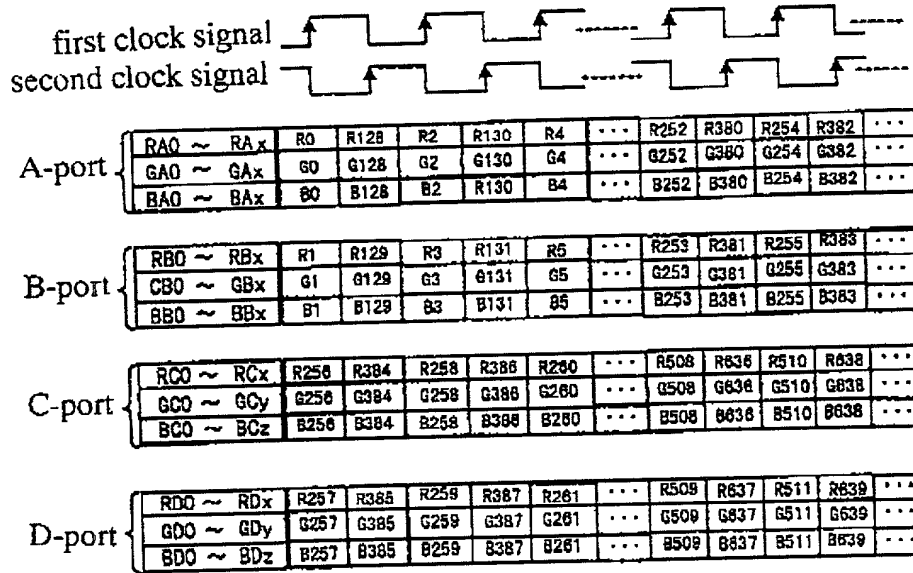 first clock signal
second clock signal
A-port
RA0 ~ RAx R0 R128 R2 R130 R4 ··· R252 R380 R254 R382 ···
GA0 ~ GAx G0 G128 G2 G130 G4 ··· G252 G380 G254 G382 ···
BA0 ~ BAx B0 B128 B2 R130 B4 ··· B252 B380 B254 B382 ···
B-port
RB0 ~ RBx R1 R129 R3 R131 R5 ··· R253 R381 R255 R383 ···
CB0 ~ GBx G1 G129 G3 G131 G5 ··· G253 G381 G255 G383 ···
BB0 ~ BBx B1 B129 B3 B131 B5 ··· B253 B381 B255 B383 ···
C-port
RC0 ~ RCx R256 R384 R258 R386 R260 ··· R508 R636 R510 R638 ···
GC0 ~ GCy G256 G384 G258 G386 G260 ··· G508 G636 G510 G638 ···
BC0 ~ BCz B256 B384 B258 B386 B260 ··· B508 B636 B510 B638 ···
D-port
RD0 ~ RDx R257 R385 R259 R387 R261 ··· R509 R637 R511 R639 ···
GD0 ~ GDy G257 G385 G259 G387 G261 ··· G509 G637 G511 G639 ···
BD0 ~ BDz B257 B385 B259 B387 B261 ··· B509 B637 B511 B639 ···